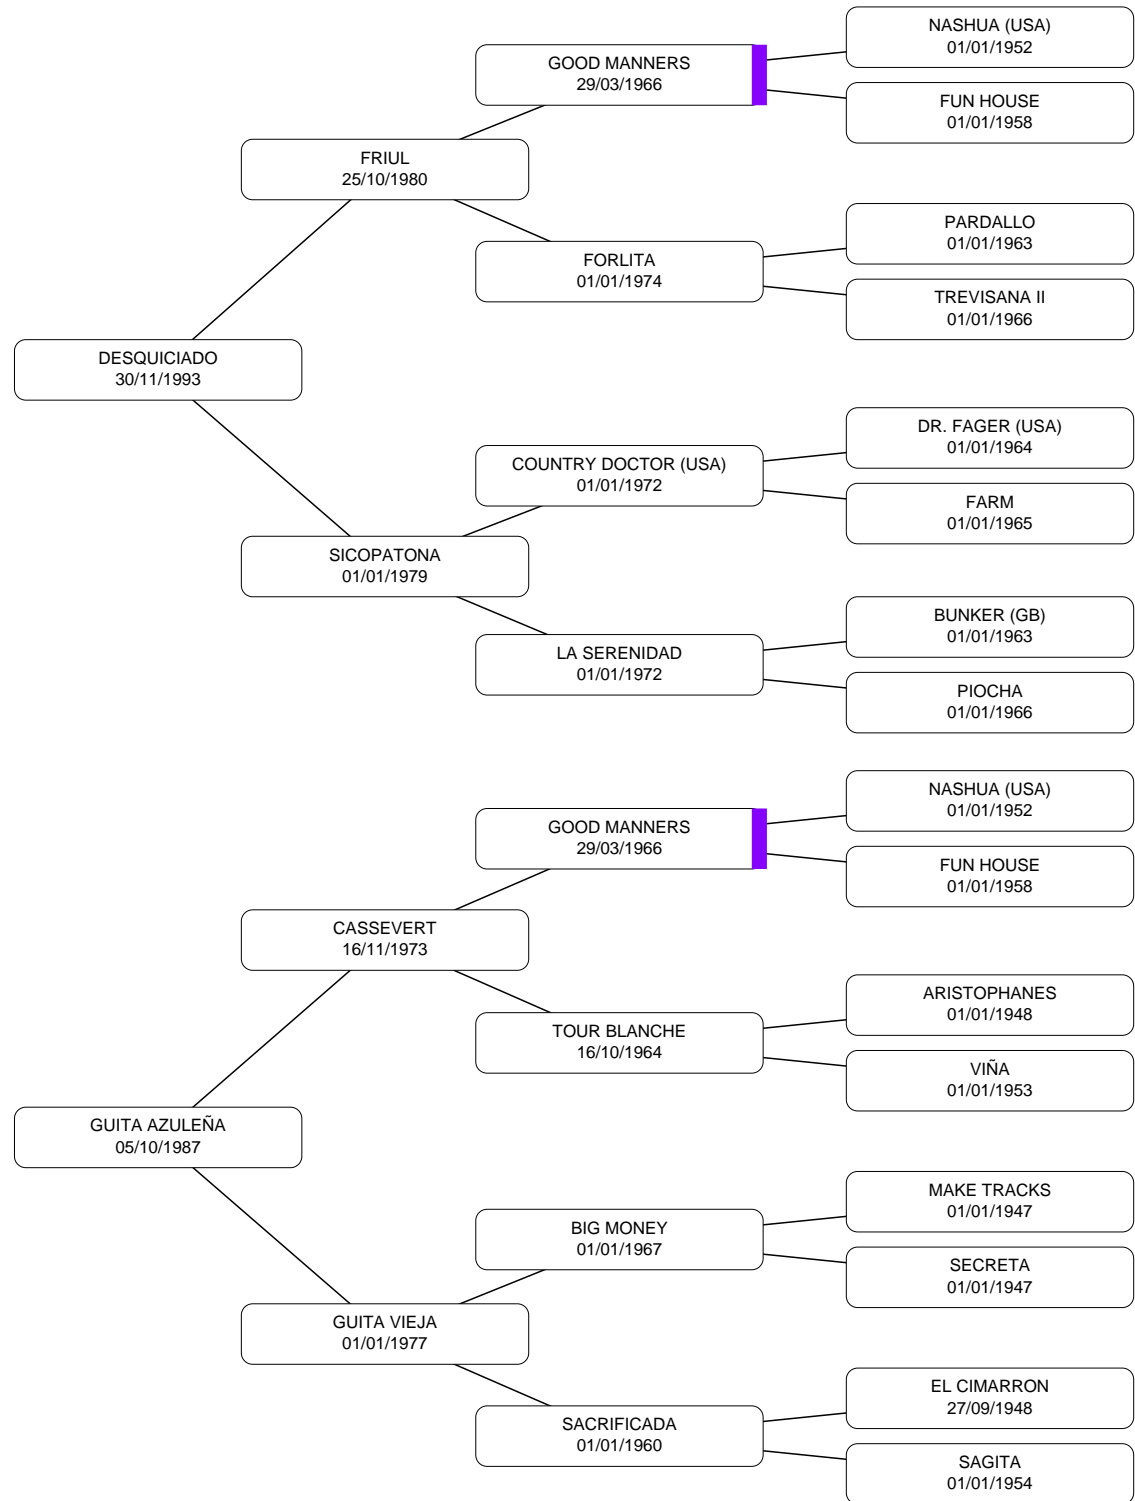 NASHUA (USA)
01/01/1952
GOOD MANNERS
29/03/1966
FUN HOUSE
01/01/1958
FRIUL
25/10/1980
PARDALLO
01/01/1963
FORLITA
01/01/1974
TREVISANA II
01/01/1966
DESQUICIADO
30/11/1993
DR. FAGER (USA)
01/01/1964
COUNTRY DOCTOR (USA)
01/01/1972
FARM
01/01/1965
SICOPATONA
01/01/1979
BUNKER (GB)
01/01/1963
LA SERENIDAD
01/01/1972
PIOCHA
01/01/1966
NASHUA (USA)
01/01/1952
GOOD MANNERS
29/03/1966
FUN HOUSE
01/01/1958
CASSEVERT
16/11/1973
ARISTOPHANES
01/01/1948
TOUR BLANCHE
16/10/1964
VIÑA
01/01/1953
GUITA AZULEÑA
05/10/1987
MAKE TRACKS
01/01/1947
BIG MONEY
01/01/1967
SECRETA
01/01/1947
GUITA VIEJA
01/01/1977
EL CIMARRON
27/09/1948
SACRIFICADA
01/01/1960
SAGITA
01/01/1954